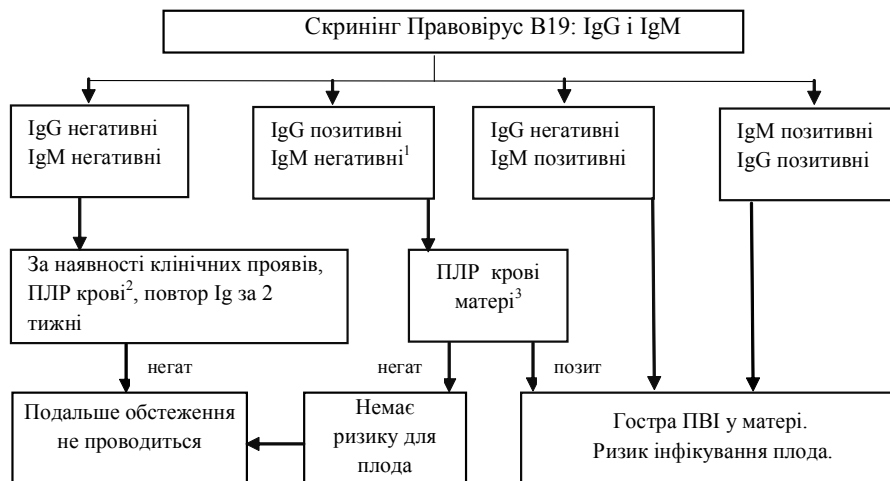 Скринінг Правовірус В19: IgG і IgM
IgG негативні
IgM негативні
IgG позитивні
IgM негативні¹
IgG негативні
IgM позитивні
IgM позитивні
IgG позитивні
За наявності клінічних проявів,
ПЛР крові², повтор Ig за 2
тижні
ПЛР крові
матері³
негат
негат
позит
Подальше обстеження
не проводиться
Немає
ризику для
плода
Гостра ПВІ у матері.
Ризик інфікування плода.